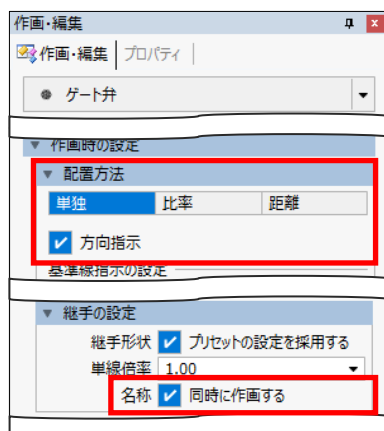 作画・編集
作画・編集 プロパティ
ゲート弁
作画時の設定
配置方法
単独 比率 距離
方向指示
基準線指示の設定
継手の設定
継手形状 プリセットの設定を採用する
単線倍率 1.00
名称 同時に作画する